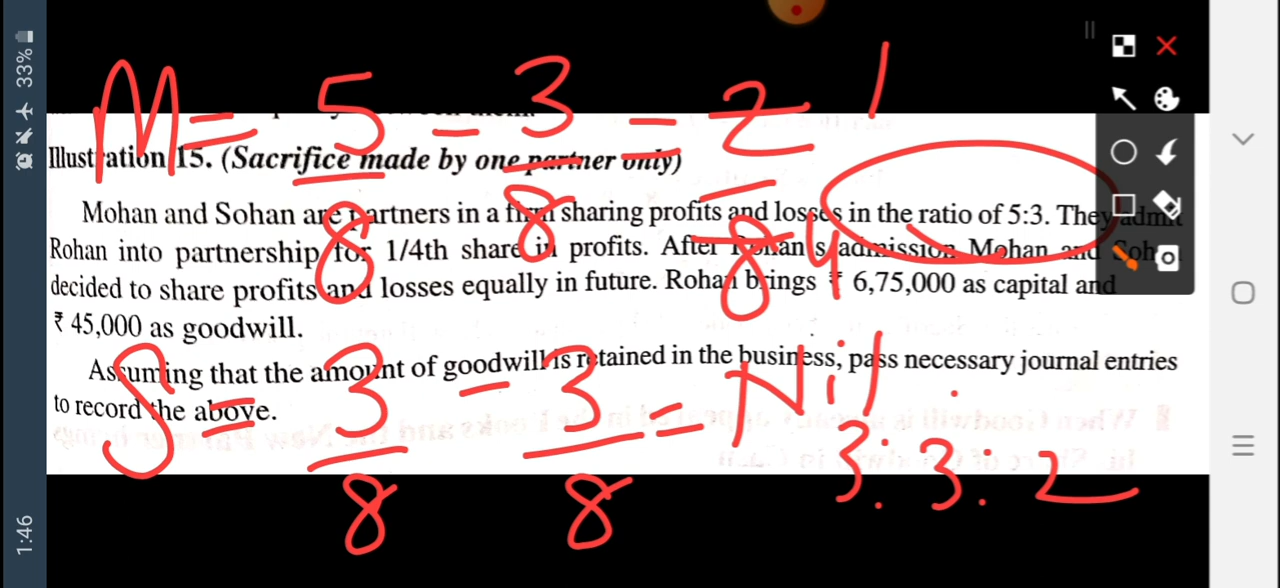 33%
1:46
M = 5/8 - 3/8 = 2/8 1/4
Illustration 15. (Sacrifice made by one partner only)
Mohan and Sohan are partners in a firm sharing profits and losses in the ratio of 5:3. They admit
Rohan into partnership for 1/4th share in profits. After Rohan's admission Mohan and Soh
decided to share profits and losses equally in future. Rohan brings ₹ 6,75,000 as capital and
₹ 45,000 as goodwill.
Assuming that the amount of goodwill is retained in the business, pass necessary journal entries
to record the above.
S = 3/8 - 3/8 = Nil
3:3:2